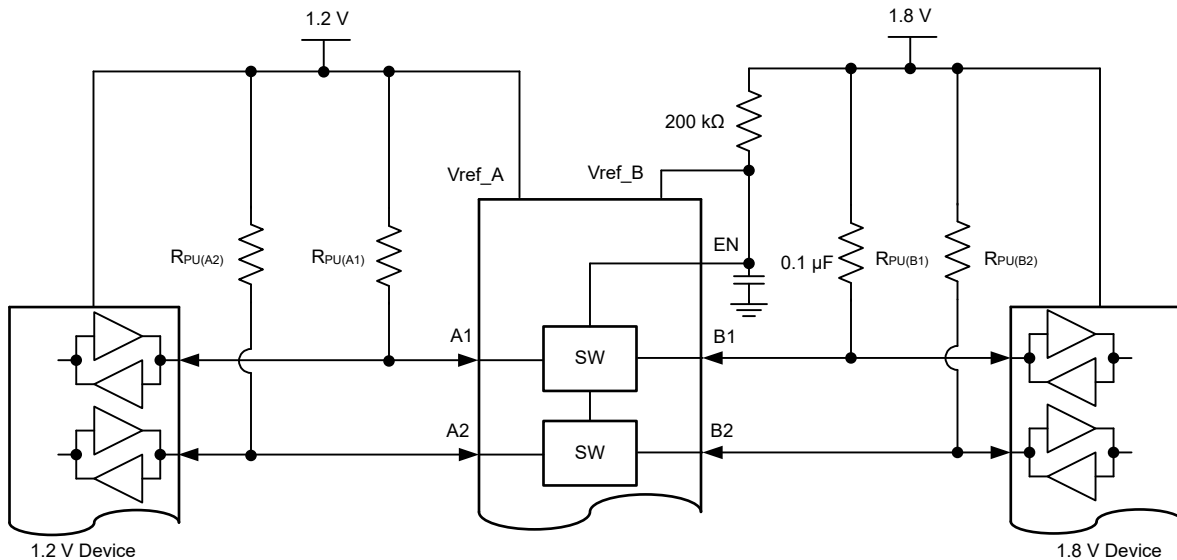 1.2 V
1.8 V
200 kΩ
Vref_A
Vref_B
EN
RPU(A2)
RPU(A1)
0.1 µF
RPU(B1)
RPU(B2)
A1
SW
B1
A2
SW
B2
1.2 V Device
1.8 V Device